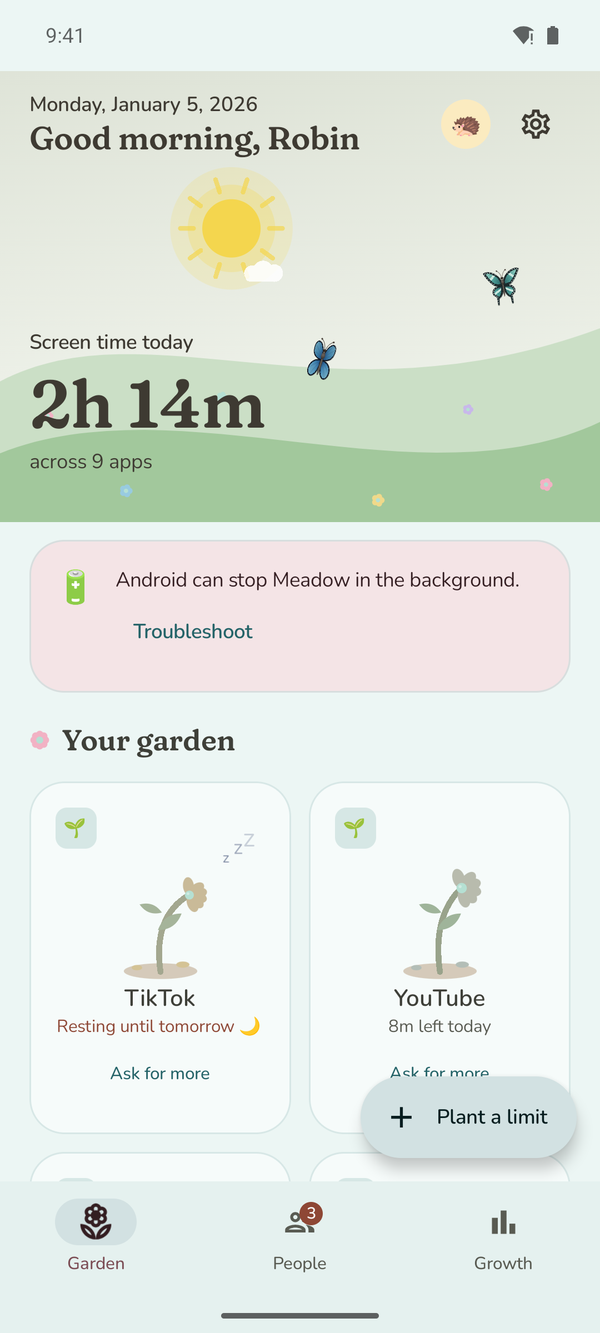 9:41
Monday, January 5, 2026
Good morning, Robin
Screen time today
2h 14m
across 9 apps
Android can stop Meadow in the background.
Troubleshoot
Your garden
z z Z
TikTok
Resting until tomorrow 🌙
Ask for more
YouTube
8m left today
Ask for more
Plant a limit
3
Garden
People
Growth